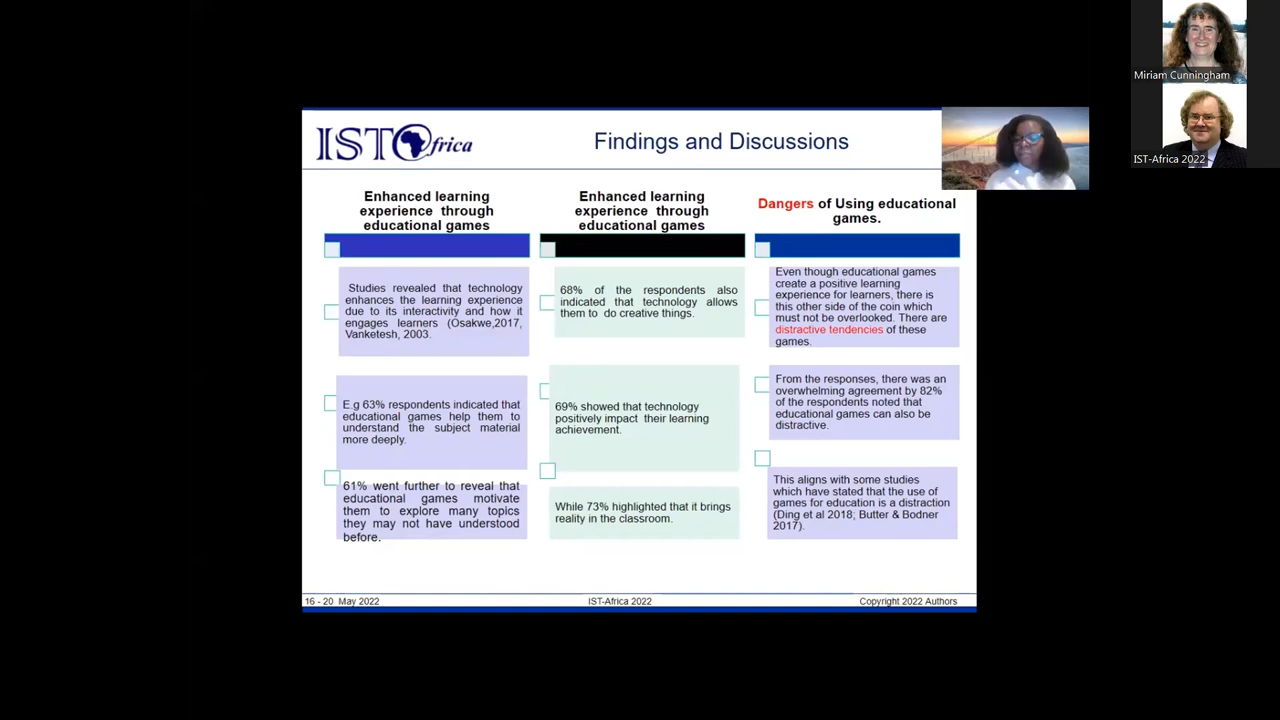 Miriam Cunningham
IST-Africa 2022
IST Africa
Findings and Discussions
Enhanced learning
experience through
educational games
Studies revealed that technology
enhances the learning experience
due to its interactivity and how it
engages learners (Osakwe,2017,
Vanketesh, 2003.
E.g 63% respondents indicated that
educational games help them to
understand the subject material
more deeply.
61% went further to reveal that
educational games motivate
them to explore many topics
they may not have understood
before.
Enhanced learning
experience through
educational games
68% of the respondents also
indicated that technology allows
them to do creative things.
69% showed that technology
positively impact their learning
achievement.
While 73% highlighted that it brings
reality in the classroom.
Dangers of Using educational
games.
Even though educational games
create a positive learning
experience for learners, there is
this other side of the coin which
must not be overlooked. There are
distractive tendencies of these
games.
From the responses, there was an
overwhelming agreement by 82%
of the respondents noted that
educational games can also be
distractive.
This aligns with some studies
which have stated that the use of
games for education is a distraction
(Ding et al 2018; Butter & Bodner
2017).
16 - 20 May 2022
IST-Africa 2022
Copyright 2022 Authors